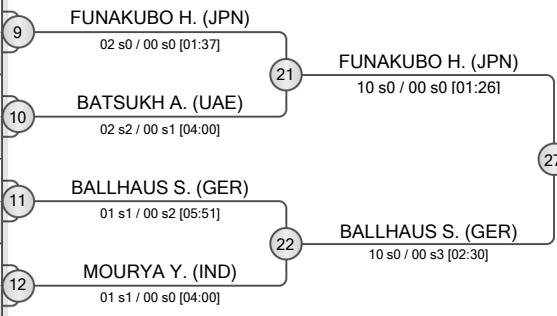 FUNAKUBO H. (JPN)
9
02 s0 / 00 s0 [01:37]
FUNAKUBO H. (JPN)
21
10 s0 / 00 s0 [01:26]
BATSUKH A. (UAE)
10
02 s2 / 00 s1 [04:00]
27
BALLHAUS S. (GER)
11
01 s1 / 00 s2 [05:51]
BALLHAUS S. (GER)
22
10 s0 / 00 s3 [02:30]
MOURYA Y. (IND)
12
01 s1 / 00 s0 [04:00]